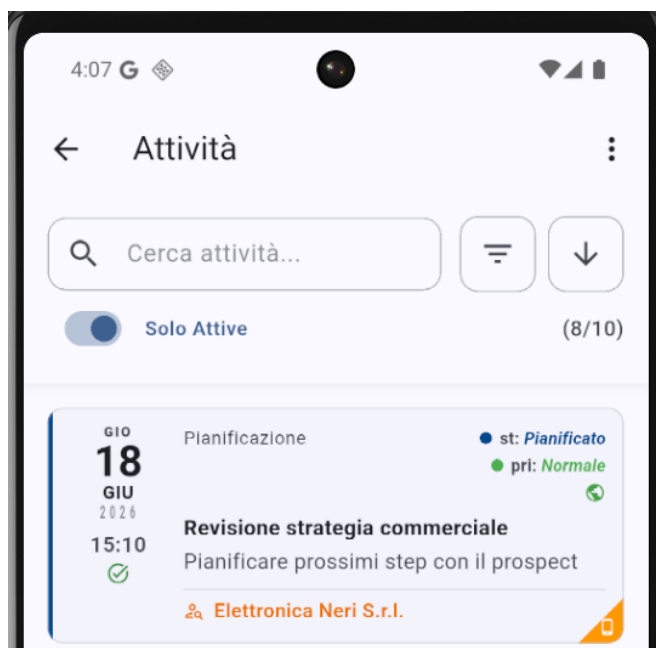 4:07 G
Attività
Cerca attività...
Solo Attive
(8/10)
GIO
18
GIU
2026
15:10
Pianificazione
st: Pianificato
pri: Normale
Revisione strategia commerciale
Pianificare prossimi step con il prospect
Elettronica Neri S.r.l.